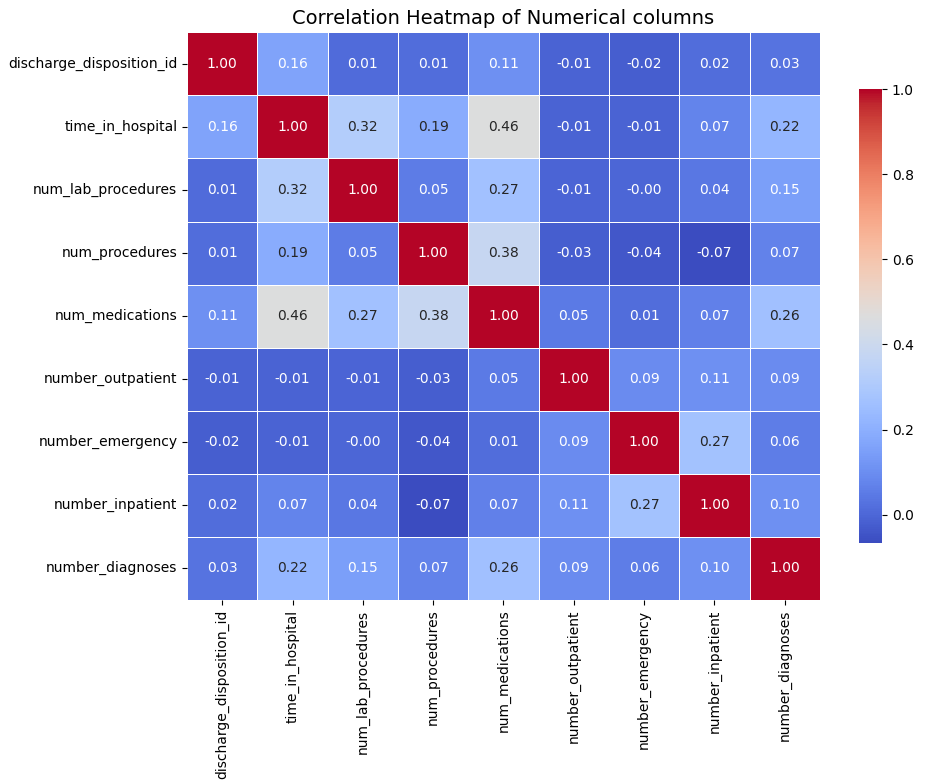 Correlation Heatmap of Numerical columns
discharge_disposition_id 1.00 0.16 0.01 0.01 0.11 -0.01 -0.02 0.02 0.03
time_in_hospital 0.16 1.00 0.32 0.19 0.46 -0.01 -0.01 0.07 0.22
num_lab_procedures 0.01 0.32 1.00 0.05 0.27 -0.01 -0.00 0.04 0.15
num_procedures 0.01 0.19 0.05 1.00 0.38 -0.03 -0.04 -0.07 0.07
num_medications 0.11 0.46 0.27 0.38 1.00 0.05 0.01 0.07 0.26
number_outpatient -0.01 -0.01 -0.01 -0.03 0.05 1.00 0.09 0.11 0.09
number_emergency -0.02 -0.01 -0.00 -0.04 0.01 0.09 1.00 0.27 0.06
number_inpatient 0.02 0.07 0.04 -0.07 0.07 0.11 0.27 1.00 0.10
number_diagnoses 0.03 0.22 0.15 0.07 0.26 0.09 0.06 0.10 1.00
discharge_disposition_id
time_in_hospital
num_lab_procedures
num_procedures
num_medications
number_outpatient
number_emergency
number_inpatient
number_diagnoses
1.0
0.8
0.6
0.4
0.2
0.0